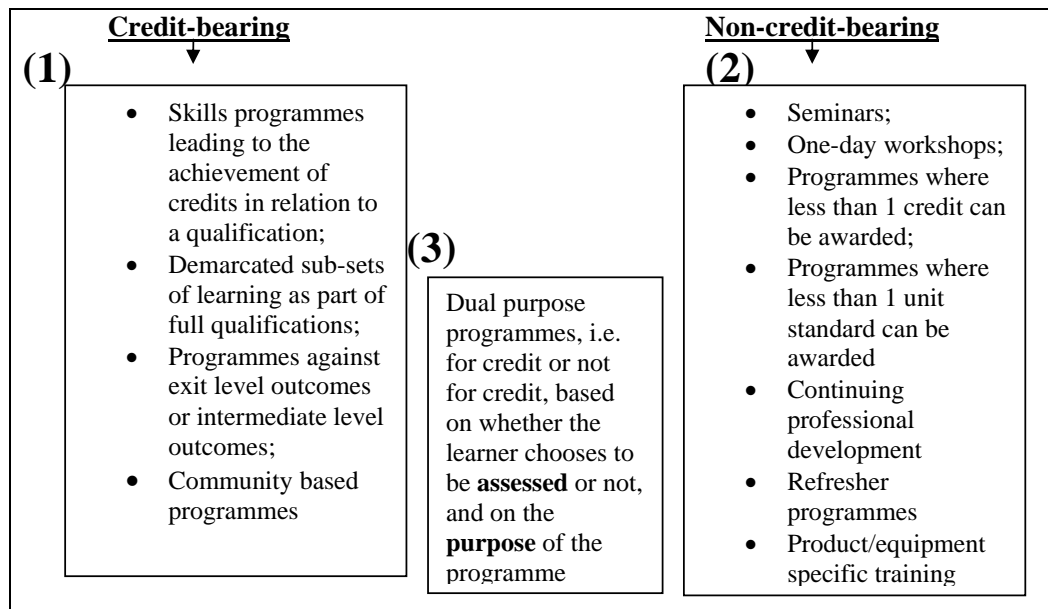 Credit-bearing
(1)
• Skills programmes
leading to the
achievement of
credits in relation to
a qualification;
• Demarcated sub-sets
of learning as part of
full qualifications;
• Programmes against
exit level outcomes
or intermediate level
outcomes;
• Community based
programmes
(3)
Dual purpose
programmes, i.e.
for credit or not
for credit, based
on whether the
learner chooses to
be assessed or not,
and on the
purpose of the
programme
Non-credit-bearing
(2)
• Seminars;
• One-day workshops;
• Programmes where
less than 1 credit can
be awarded;
• Programmes where
less than 1 unit
standard can be
awarded
• Continuing
professional
development
• Refresher
programmes
• Product/equipment
specific training